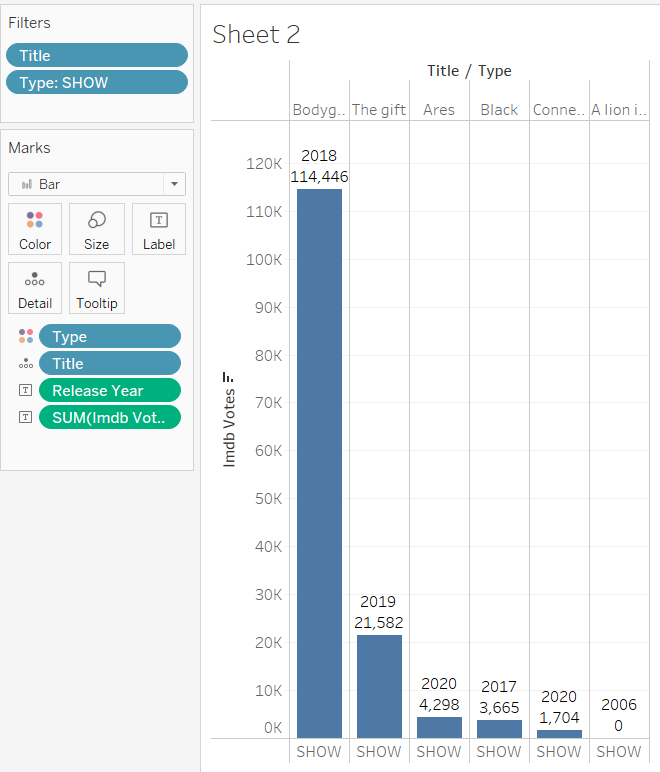 Filters
Title
Type: SHOW
Marks
Bar
Color
Size
Label
Detail
Tooltip
Type
Title
Release Year
SUM(Imdb Vot..
Sheet 2
Title / Type
Bodyg..
The gift
Ares
Black
Conne..
A lion i..
Imdb Votes
120K
110K
100K
90K
80K
70K
60K
50K
40K
30K
20K
10K
0K
2018
114,446
2019
21,582
2020
4,298
2017
3,665
2020
1,704
2006
0
SHOW
SHOW
SHOW
SHOW
SHOW
SHOW